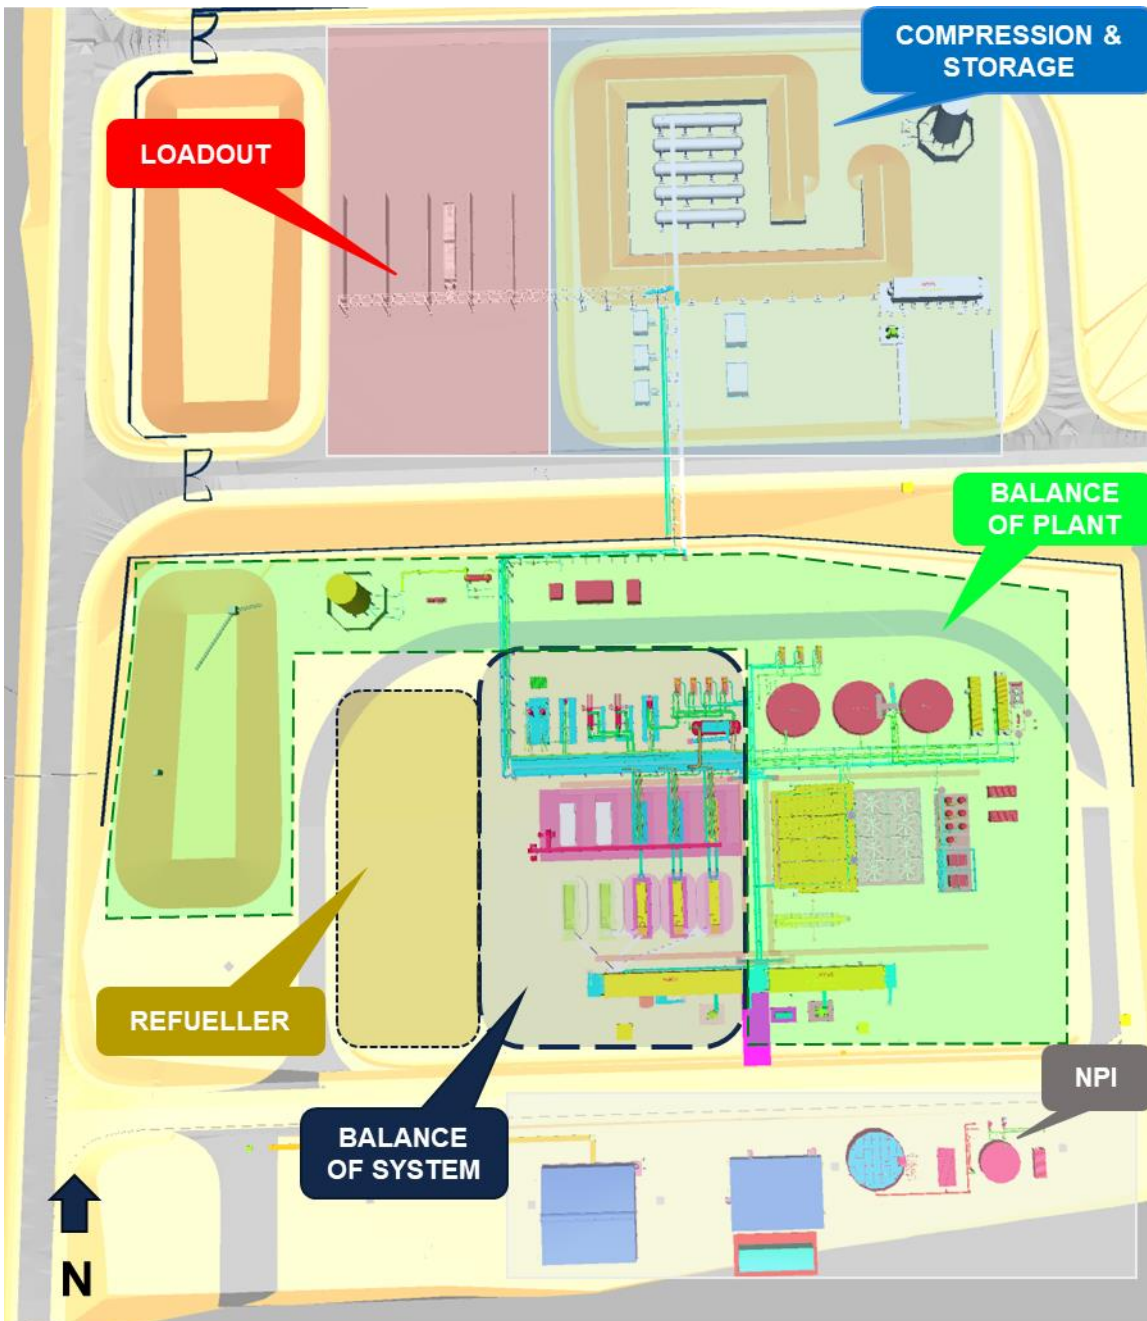 COMPRESSION &
STORAGE
LOADOUT
BALANCE
OF PLANT
REFUELLER
NPI
BALANCE
OF SYSTEM
N